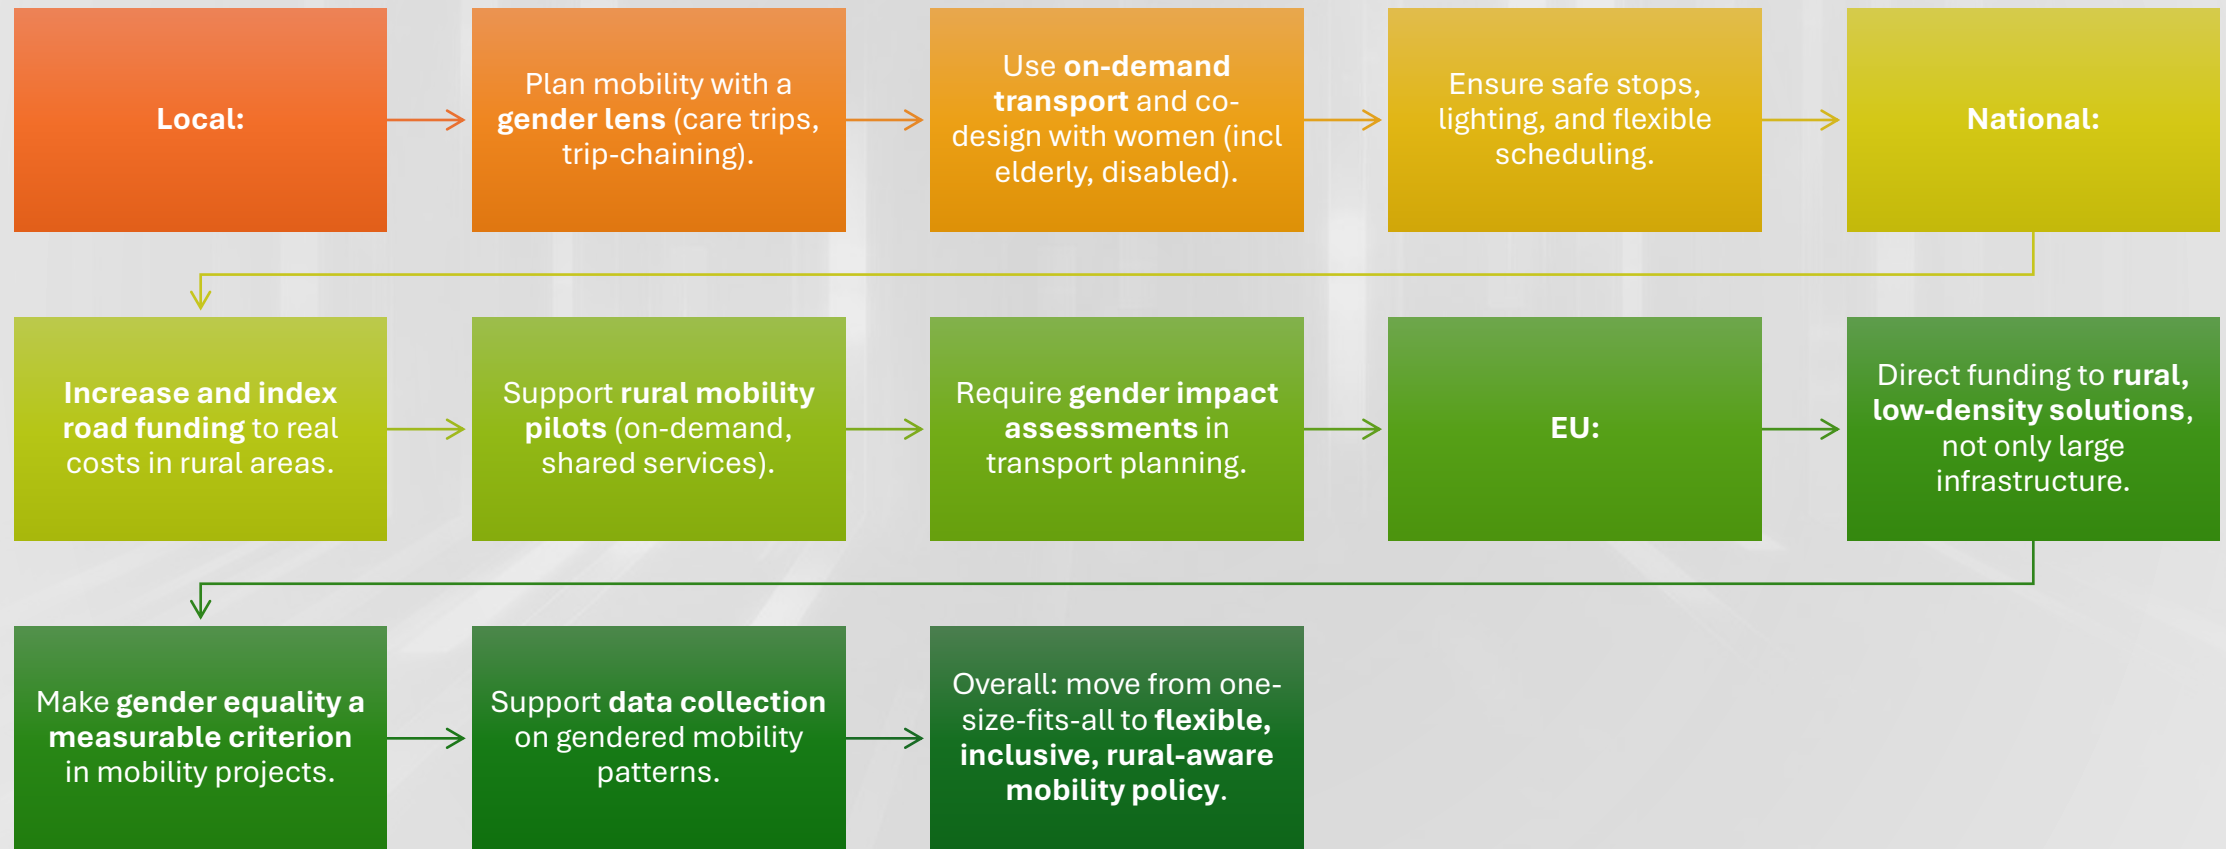 Local:
Plan mobility with a
gender lens (care trips,
trip-chaining).
Use on-demand
transport and co-
design with women (incl
elderly, disabled).
Ensure safe stops,
lighting, and flexible
scheduling.
National:
Increase and index
road funding to real
costs in rural areas.
Support rural mobility
pilots (on-demand,
shared services).
Require gender impact
assessments in
transport planning.
EU:
Direct funding to rural,
low-density solutions,
not only large
infrastructure.
Make gender equality a
measurable criterion
in mobility projects.
Support data collection
on gendered mobility
patterns.
Overall: move from one-
size-fits-all to flexible,
inclusive, rural-aware
mobility policy.